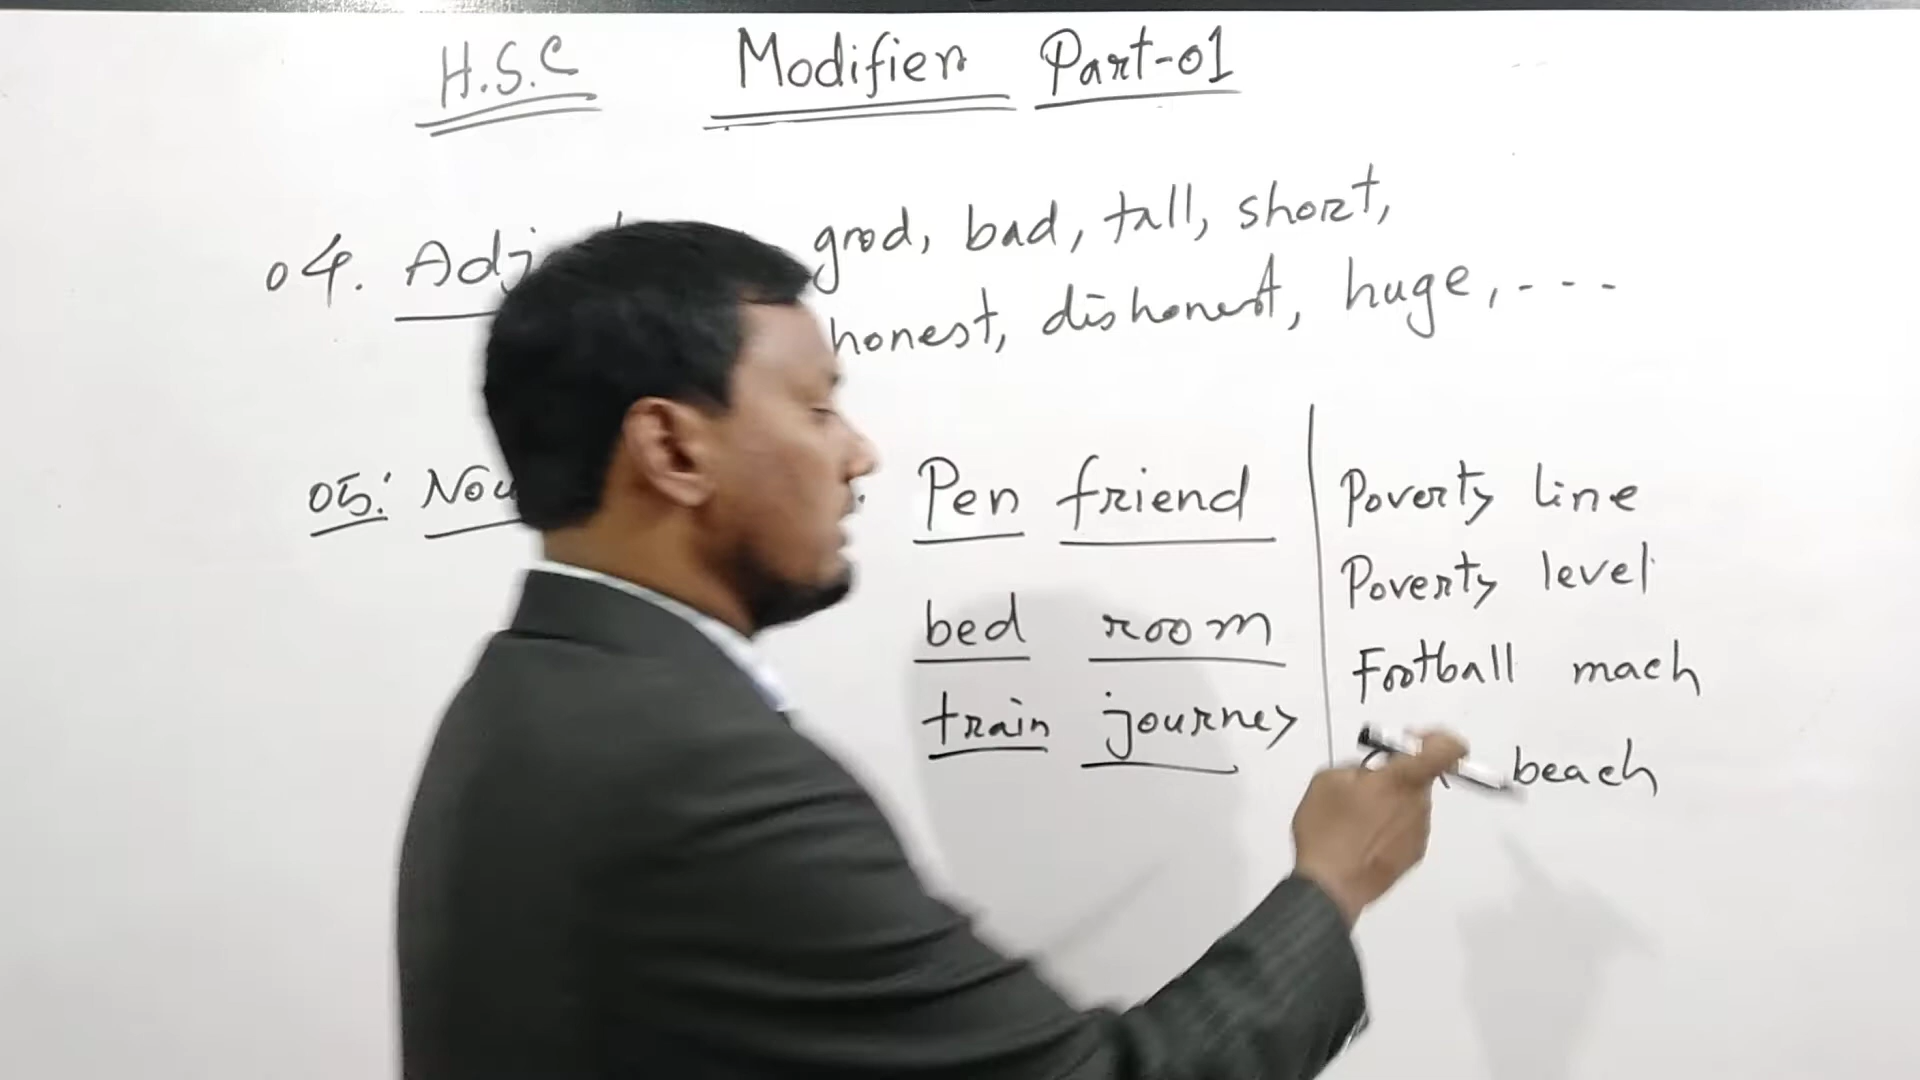 H.S.C Modifier Part-01
04. Adj good, bad, tall, short,
honest, dishonest, huge, ----
05: Nou Pen friend
bed room
train journey
Poverty line
Poverty level
Football mach
beach